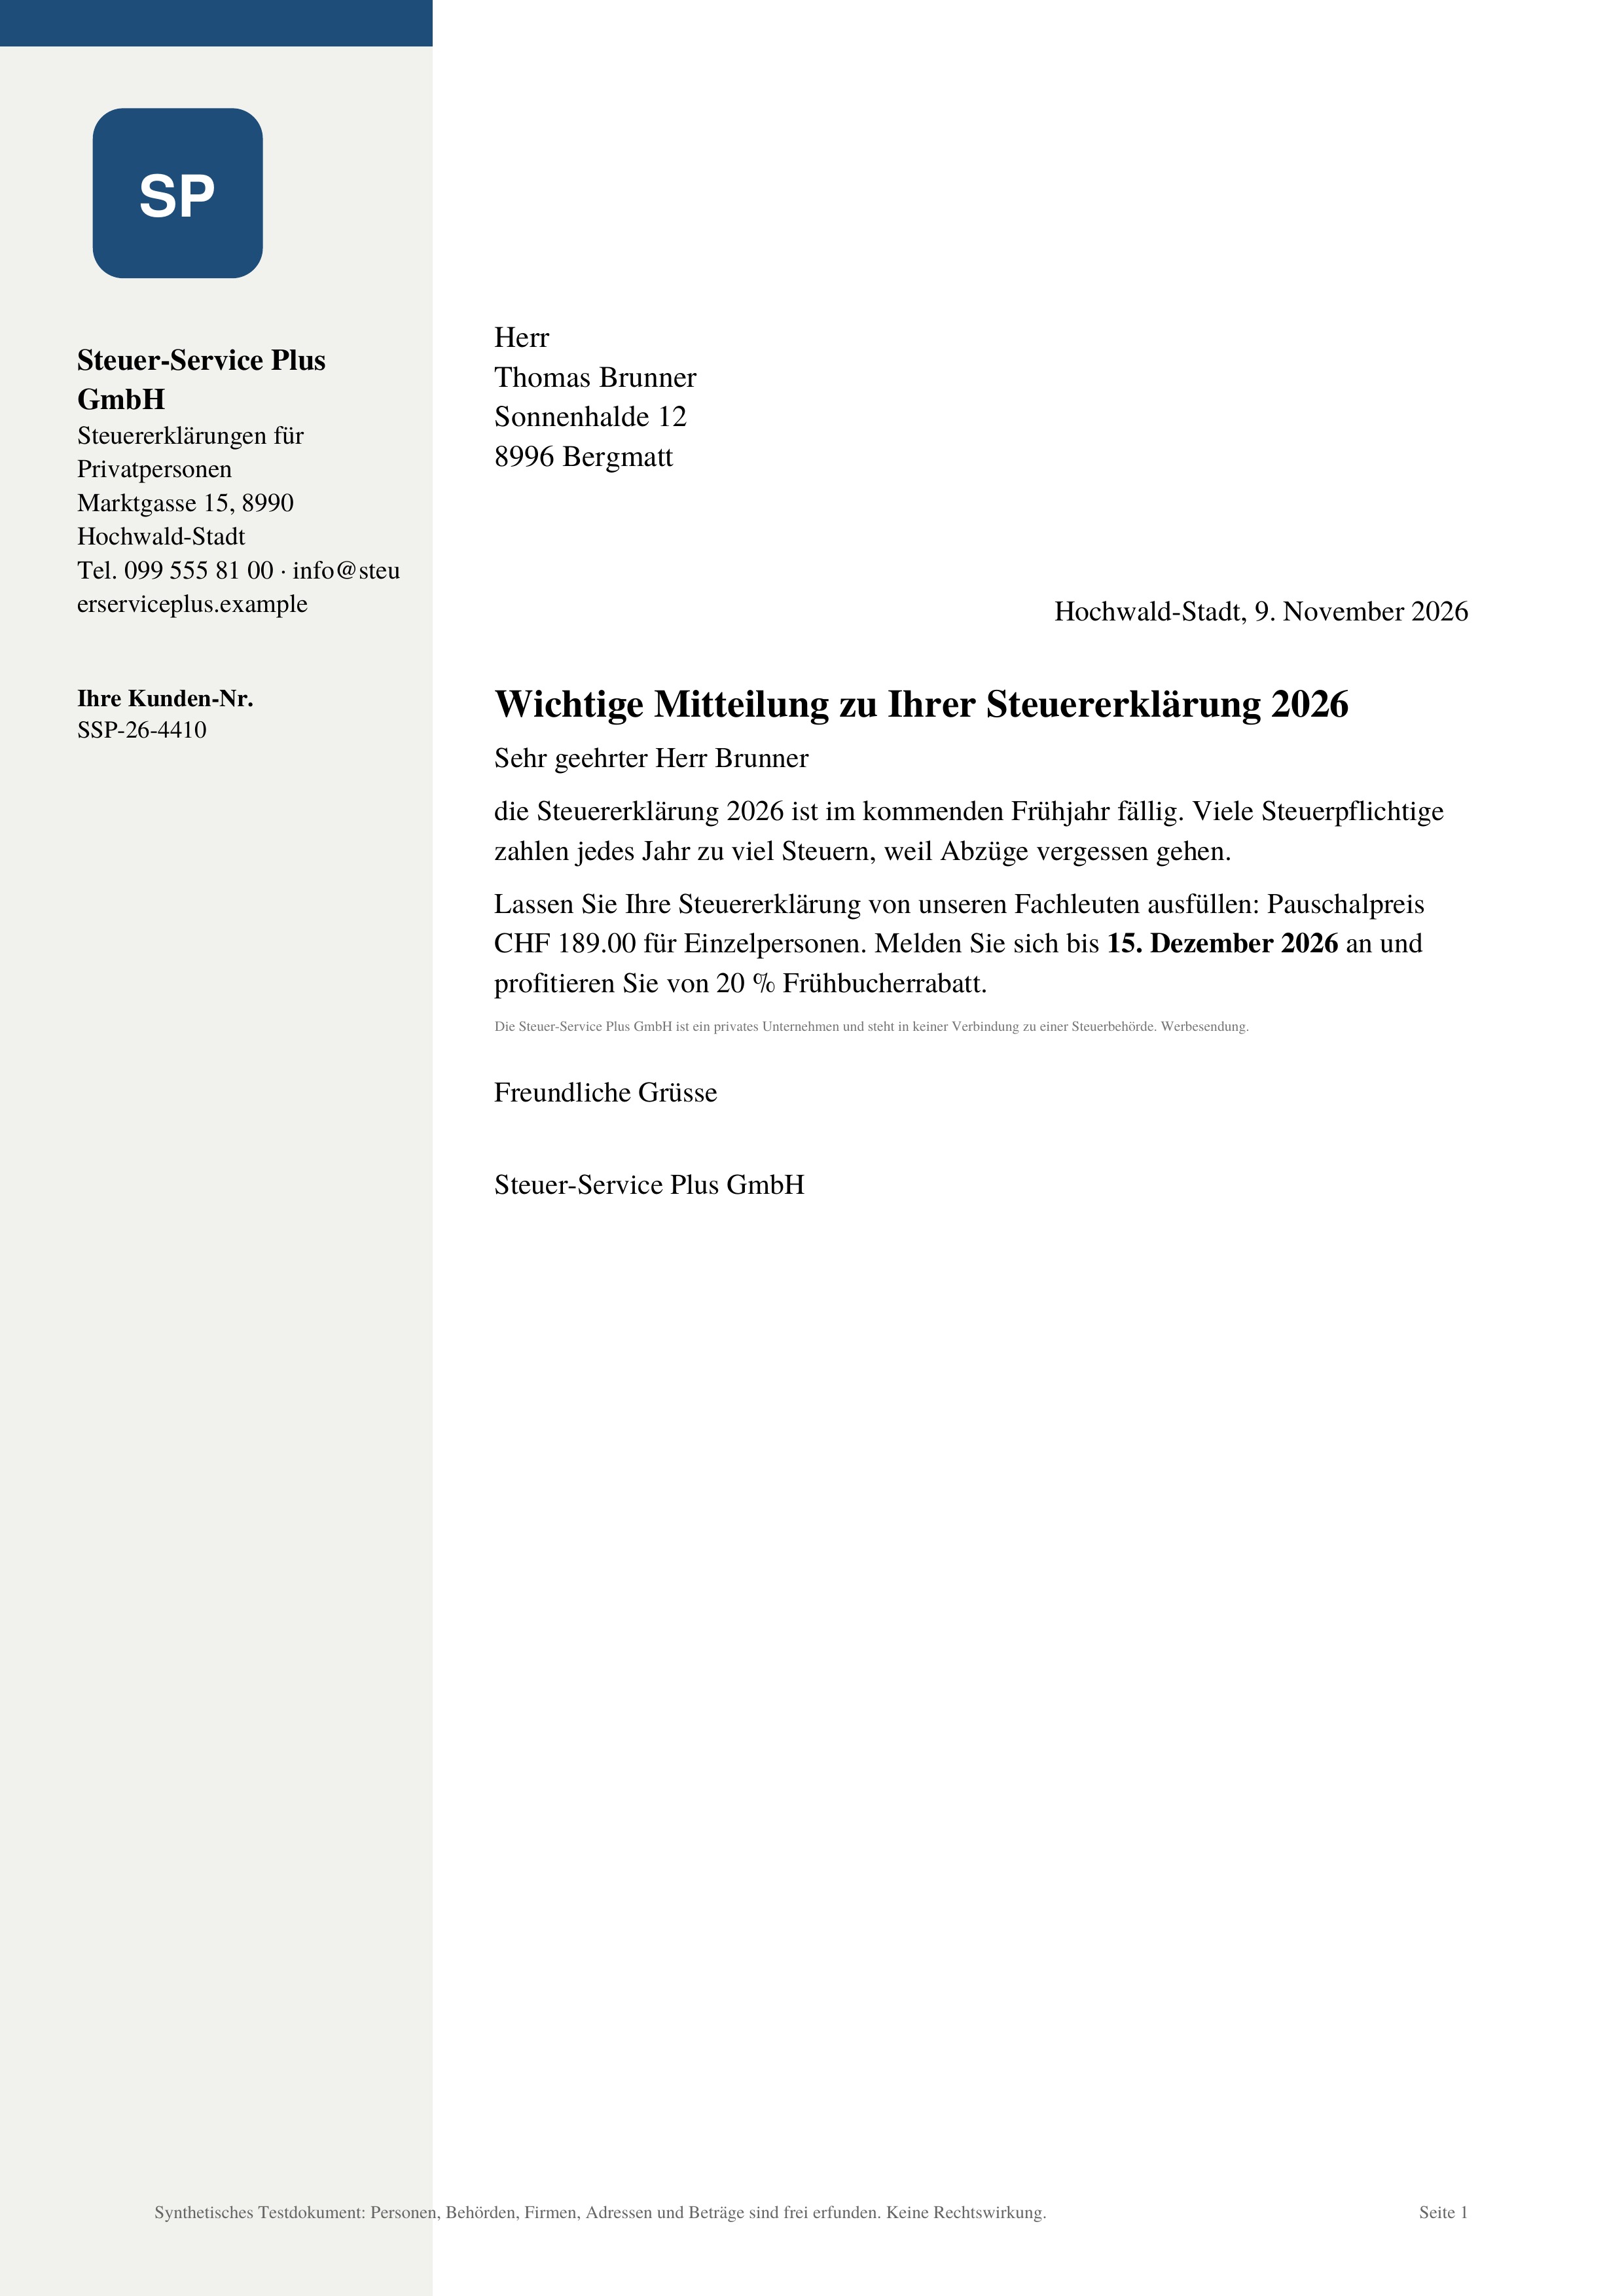 SP
Steuer-Service Plus
GmbH
Steuererklärungen für
Privatpersonen
Marktgasse 15, 8990
Hochwald-Stadt
Tel. 099 555 81 00 · info@steu
erserviceplus.example
Ihre Kunden-Nr.
SSP-26-4410
Herr
Thomas Brunner
Sonnenhalde 12
8996 Bergmatt
Hochwald-Stadt, 9. November 2026
Wichtige Mitteilung zu Ihrer Steuererklärung 2026
Sehr geehrter Herr Brunner
die Steuererklärung 2026 ist im kommenden Frühjahr fällig. Viele Steuerpflichtige
zahlen jedes Jahr zu viel Steuern, weil Abzüge vergessen gehen.
Lassen Sie Ihre Steuererklärung von unseren Fachleuten ausfüllen: Pauschalpreis
CHF 189.00 für Einzelpersonen. Melden Sie sich bis 15. Dezember 2026 an und
profitieren Sie von 20 % Frühbucherrabatt.
Die Steuer-Service Plus GmbH ist ein privates Unternehmen und steht in keiner Verbindung zu einer Steuerbehörde. Werbesendung.
Freundliche Grüsse
Steuer-Service Plus GmbH
Synthetisches Testdokument: Personen, Behörden, Firmen, Adressen und Beträge sind frei erfunden. Keine Rechtswirkung.
Seite 1